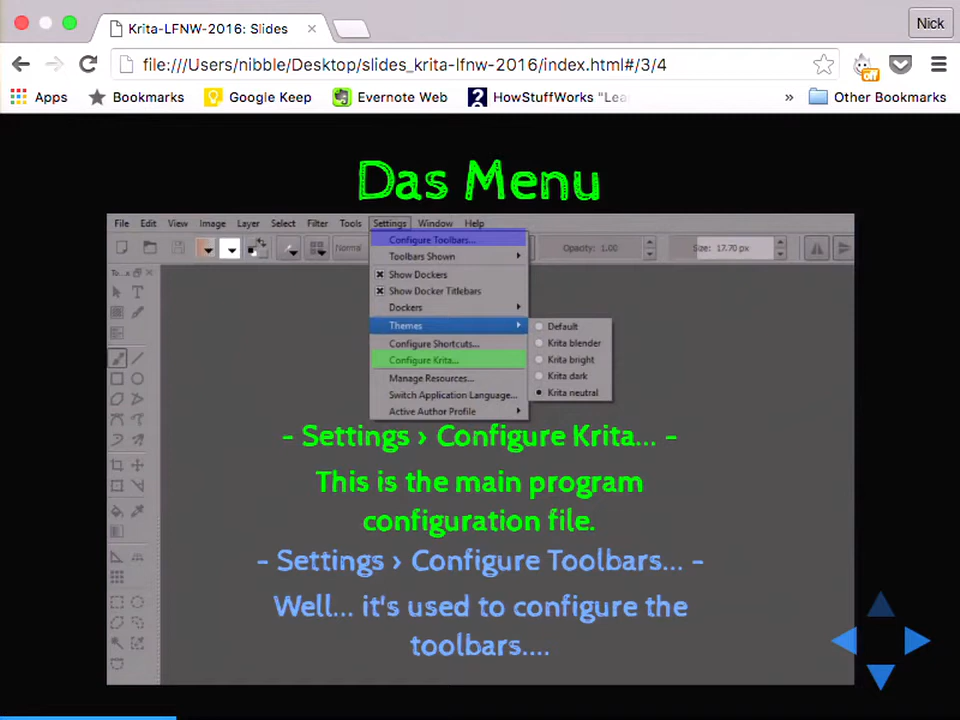 Krita-LFNW-2016: Slides
Nick
file:///Users/nibble/Desktop/slides_krita-lfnw-2016/index.html#/3/4
off
Apps Bookmarks Google Keep Evernote Web HowStuffWorks "Lea » Other Bookmarks
Das Menu
File Edit View Image Layer Select Filter Tools Settings Window Help
Normal Opacity: 1.00 Size: 17.70 px
To...
Configure Toolbars...
Toolbars Shown
Show Dockers
Show Docker Titlebars
Dockers
Themes
Configure Shortcuts...
Configure Krita...
Manage Resources...
Switch Application Language...
Active Author Profile
Default
Krita blender
Krita bright
Krita dark
Krita neutral
- Settings › Configure Krita... -
This is the main program
configuration file.
- Settings › Configure Toolbars... -
Well... it's used to configure the
toolbars....